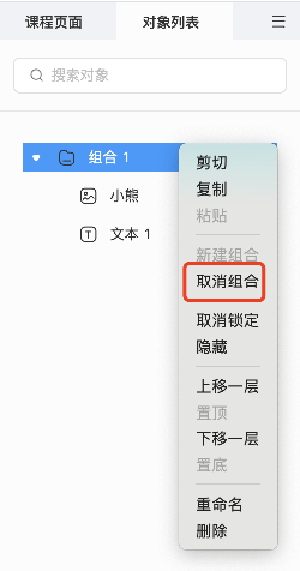 课程页面
对象列表
搜索对象
组合 1
小熊
文本 1
剪切
复制
粘贴
新建组合
取消组合
取消锁定
隐藏
上移一层
置顶
下移一层
置底
重命名
删除